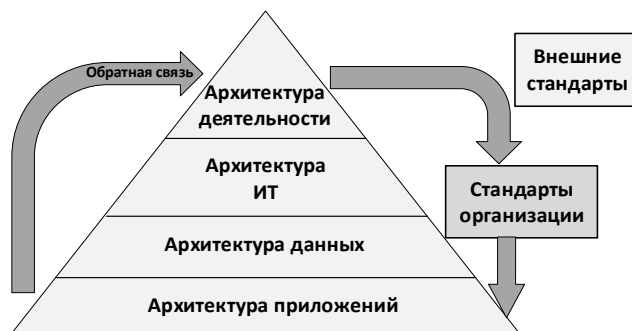 Обратная связь
Архитектура
деятельности
Внешние
стандарты
Архитектура
ИТ
Стандарты
организации
Архитектура данных
Архитектура приложений